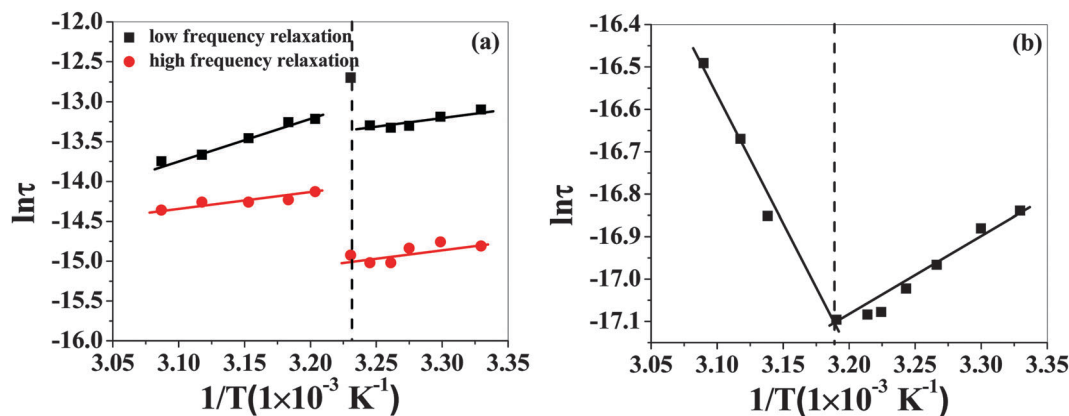 -12.0
-12.5
-13.0
-13.5
-14.0
-14.5
-15.0
-15.5
-16.0
lnτ
low frequency relaxation
high frequency relaxation
(a)
3.05 3.10 3.15 3.20 3.25 3.30 3.35
1/T(1×10⁻³ K⁻¹)
-16.4
-16.5
-16.6
-16.7
-16.8
-16.9
-17.0
-17.1
lnτ
(b)
3.05 3.10 3.15 3.20 3.25 3.30 3.35
1/T(1×10⁻³ K⁻¹)